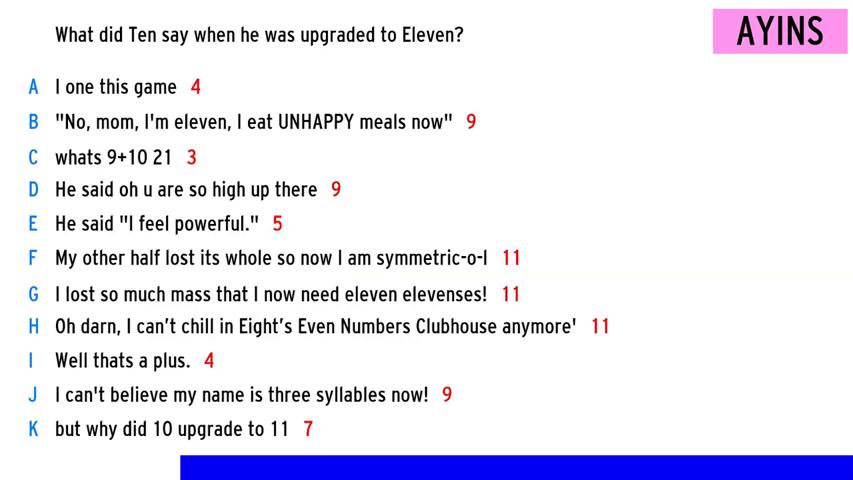 What did Ten say when he was upgraded to Eleven?
AYINS
A I one this game 4
B "No, mom, I'm eleven, I eat UNHAPPY meals now" 9
C whats 9+10 21 3
D He said oh u are so high up there 9
E He said "I feel powerful." 5
F My other half lost its whole so now I am symmetric-o-l 11
G I lost so much mass that I now need eleven elevenses! 11
H Oh darn, I can’t chill in Eight’s Even Numbers Clubhouse anymore' 11
I Well thats a plus. 4
J I can't believe my name is three syllables now! 9
K but why did 10 upgrade to 11 7